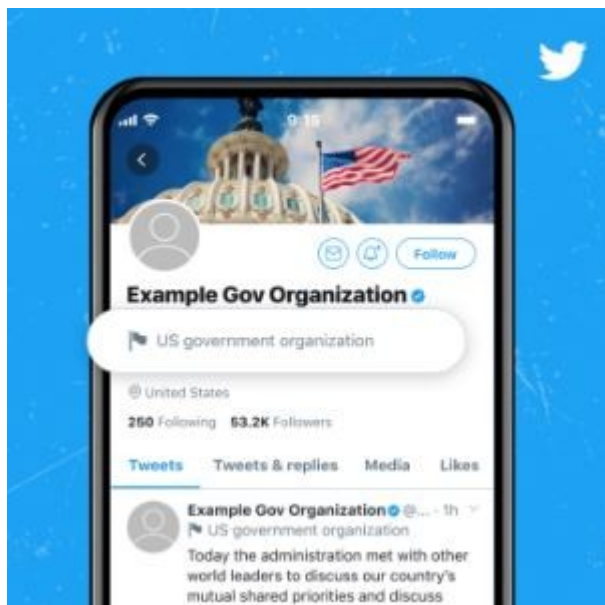 9:15
Follow
Example Gov Organization
US government organization
United States
250 Following 53.2K Followers
Tweets Tweets & replies Media Likes
Example Gov Organization @... · 1h
US government organization
Today the administration met with other
world leaders to discuss our country's
mutual shared priorities and discuss